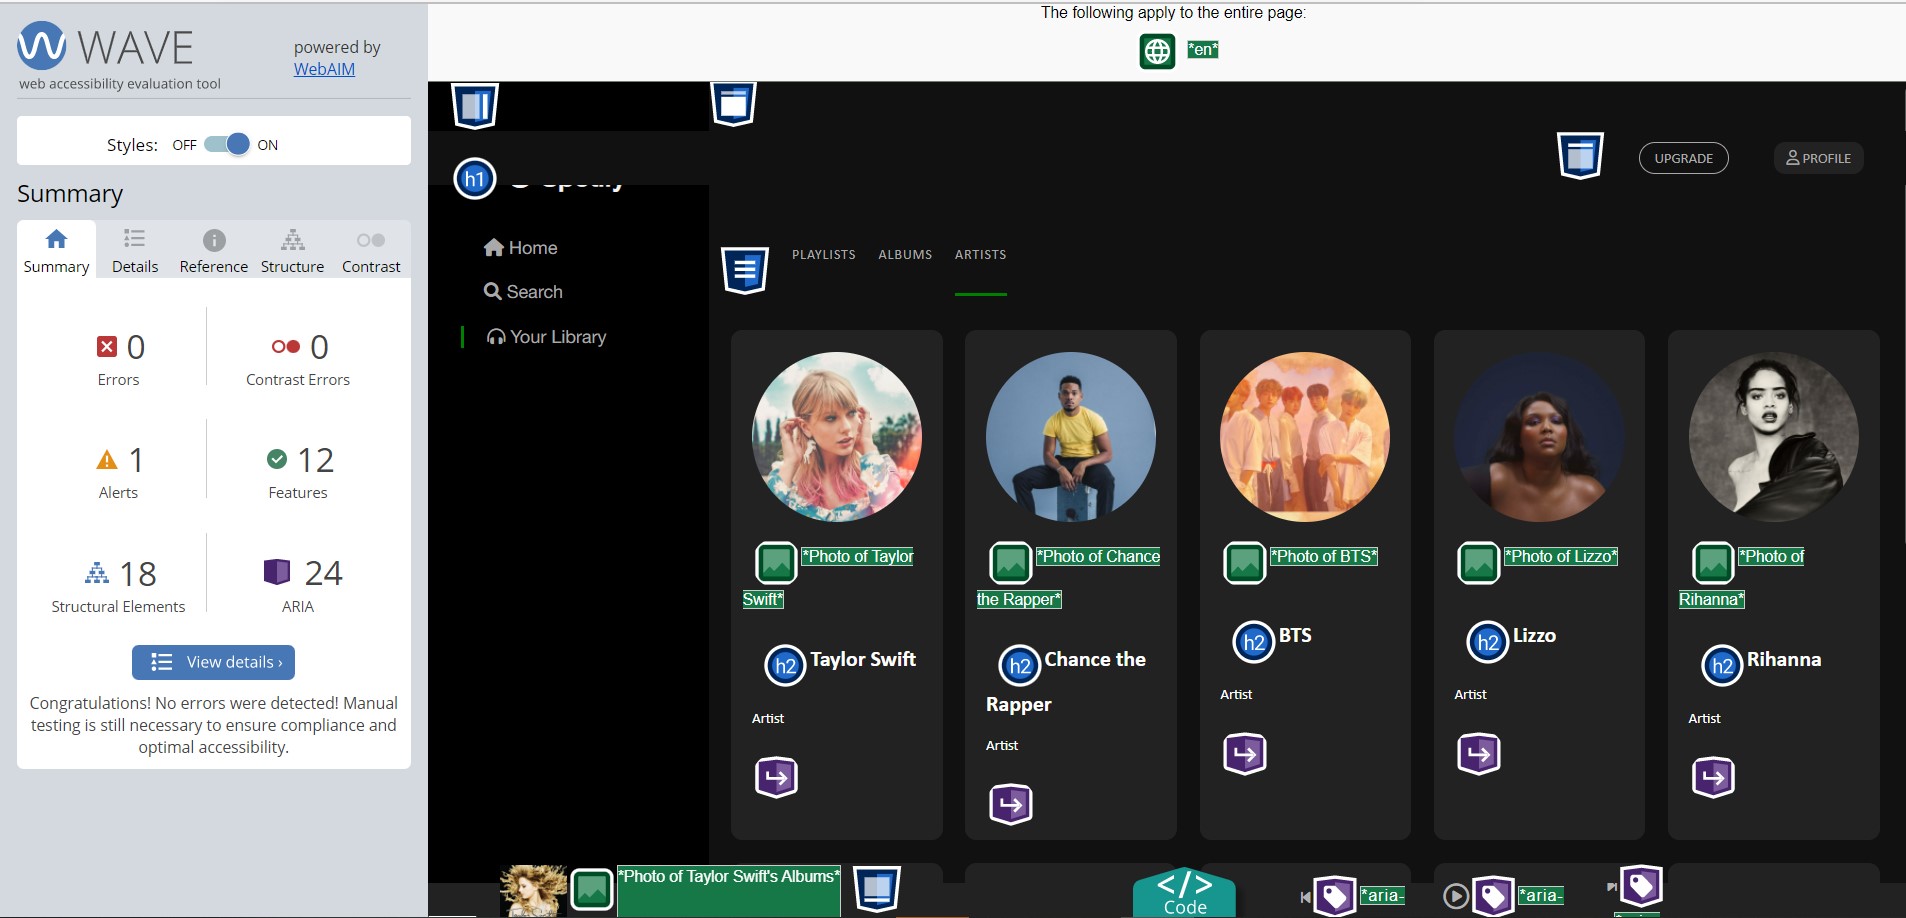 WAVE
web accessibility evaluation tool
powered by
WebAIM
Styles: OFF ON
Summary
Summary Details Reference Structure Contrast
0
Errors
0
Contrast Errors
1
Alerts
12
Features
18
Structural Elements
24
ARIA
View details ›
Congratulations! No errors were detected! Manual
testing is still necessary to ensure compliance and
optimal accessibility.
The following apply to the entire page:
*en*
h1 Spotify
Home
Search
Your Library
UPGRADE PROFILE
PLAYLISTS ALBUMS ARTISTS
*Photo of Taylor
Swift*
h2 Taylor Swift
Artist
*Photo of Chance
the Rapper*
h2 Chance the
Rapper
Artist
*Photo of BTS*
h2 BTS
Artist
*Photo of Lizzo*
h2 Lizzo
Artist
*Photo of
Rihanna*
h2 Rihanna
Artist
*Photo of Taylor Swift's Albums*
</>
Code
*aria-
*aria-